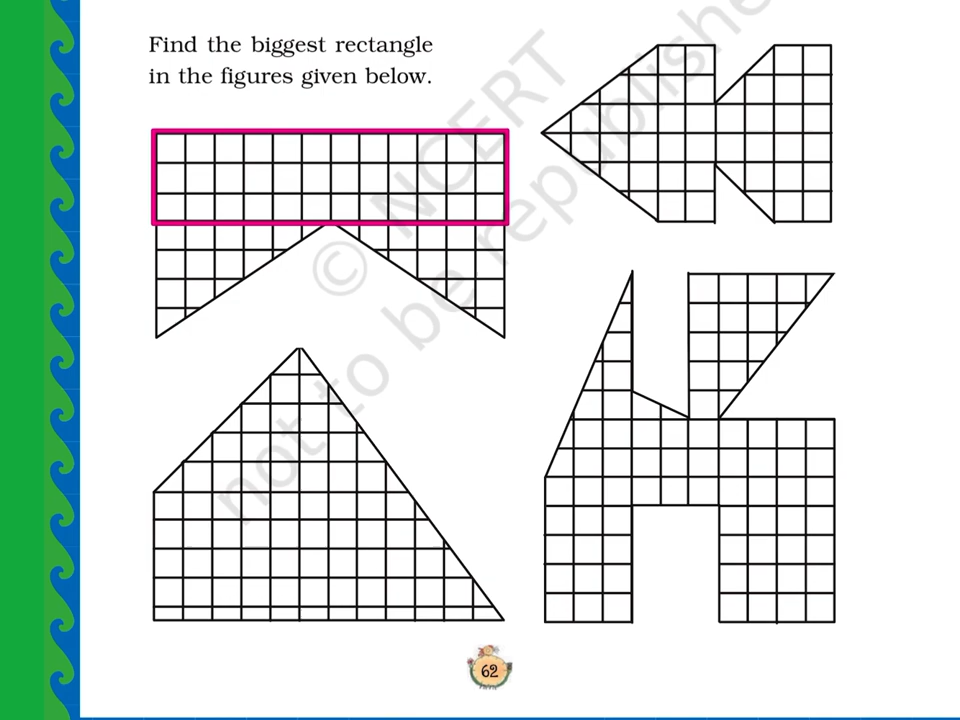 Find the biggest rectangle
in the figures given below.
© NCERT
not to be republished
62